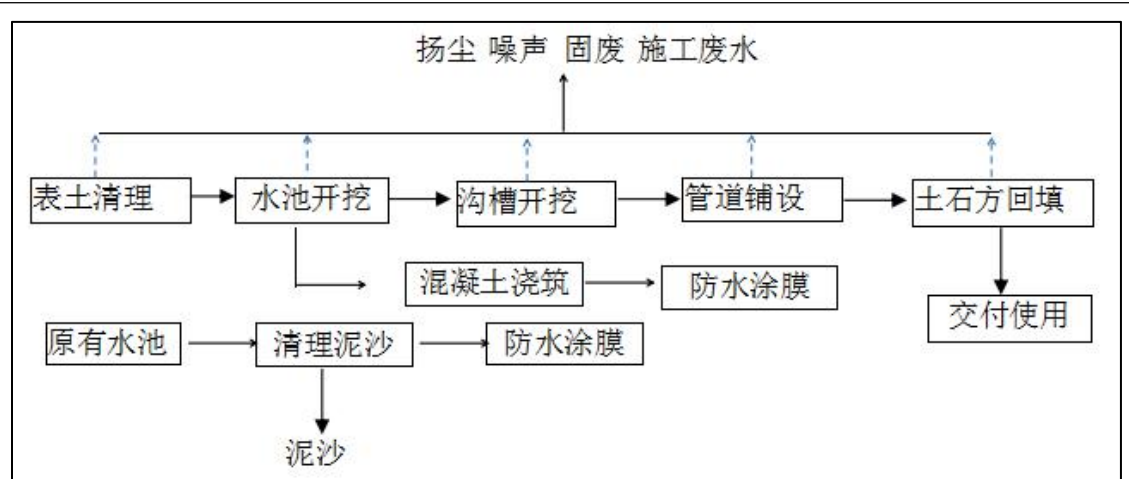 扬尘 噪声 固废 施工废水
表土清理 水池开挖 沟槽开挖 管道铺设 土石方回填
混凝土浇筑 防水涂膜
交付使用
原有水池 清理泥沙 防水涂膜
泥沙